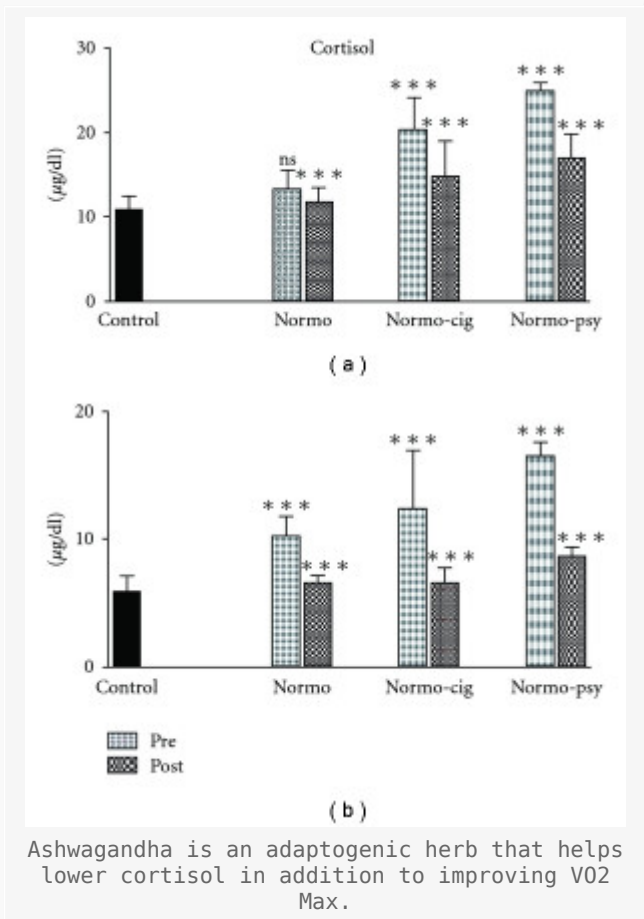 Cortisol
30
20
10
0
(μg/dl)
ns
***
***
***
***
***
Control
Normo
Normo-cig
Normo-psy
(a)
20
10
0
(μg/dl)
***
***
***
***
***
***
Control
Normo
Normo-cig
Normo-psy
Pre
Post
(b)
Ashwagandha is an adaptogenic herb that helps
lower cortisol in addition to improving VO2
Max.